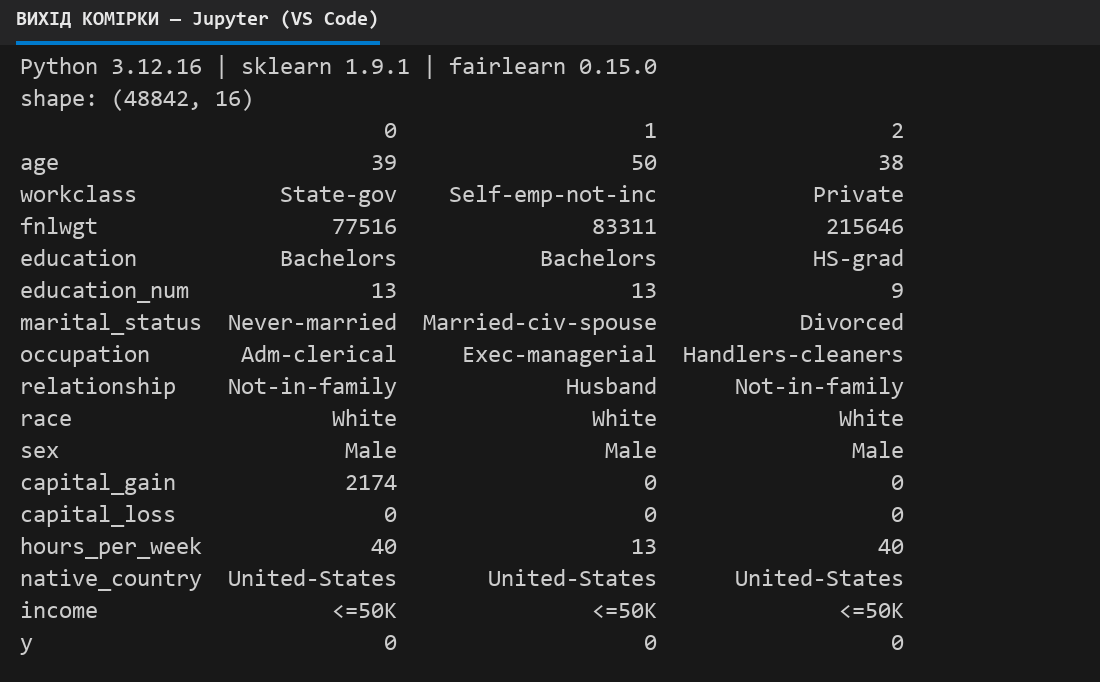 ВИХІД КОМІРКИ — Jupyter (VS Code)
Python 3.12.16 | sklearn 1.9.1 | fairlearn 0.15.0
shape: (48842, 16)
0 1 2
age 39 50 38
workclass State-gov Self-emp-not-inc Private
fnlwgt 77516 83311 215646
education Bachelors Bachelors HS-grad
education_num 13 13 9
marital_status Never-married Married-civ-spouse Divorced
occupation Adm-clerical Exec-managerial Handlers-cleaners
relationship Not-in-family Husband Not-in-family
race White White White
sex Male Male Male
capital_gain 2174 0 0
capital_loss 0 0 0
hours_per_week 40 13 40
native_country United-States United-States United-States
income <=50K <=50K <=50K
y 0 0 0